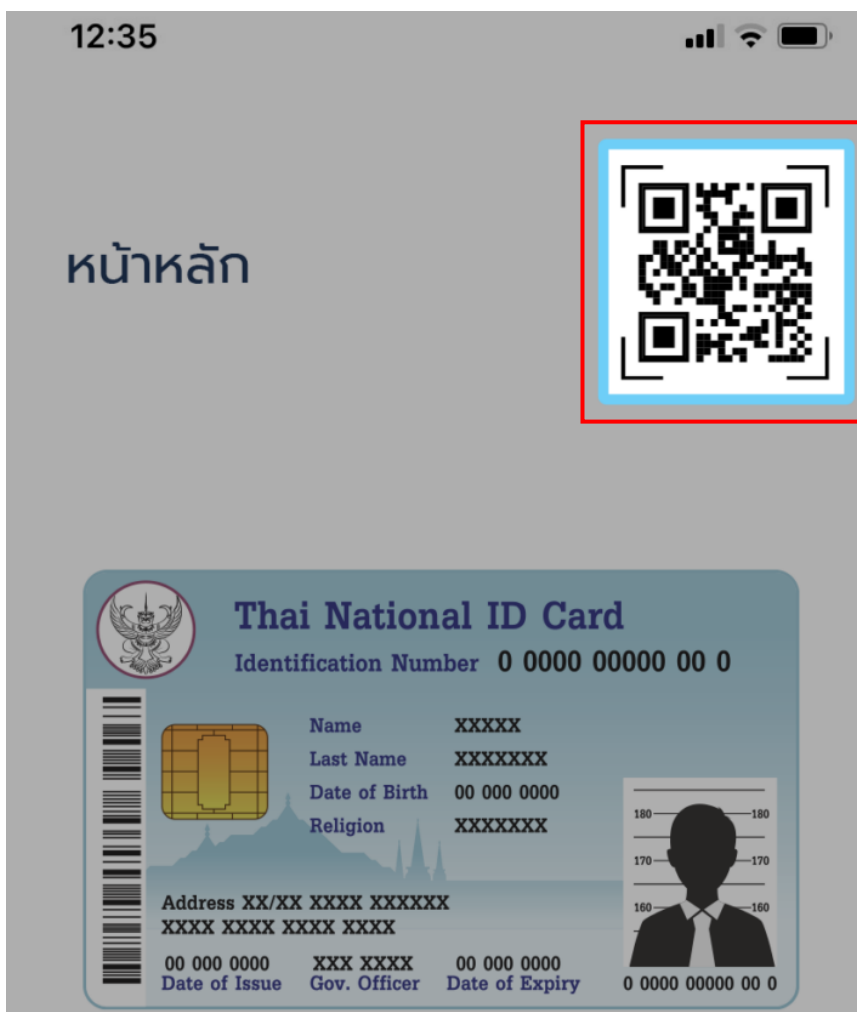 12:35
หน้าหลัก
Thai National ID Card
Identification Number 0 0000 00000 00 0
Name XXXXX
Last Name XXXXXXX
Date of Birth 00 000 0000
Religion XXXXXXX
180 180
170 170
160 160
Address XX/XX XXXX XXXXXX
XXXX XXXX XXXX XXXX
00 000 0000 XXX XXXX 00 000 0000
Date of Issue Gov. Officer Date of Expiry 0 0000 00000 00 0